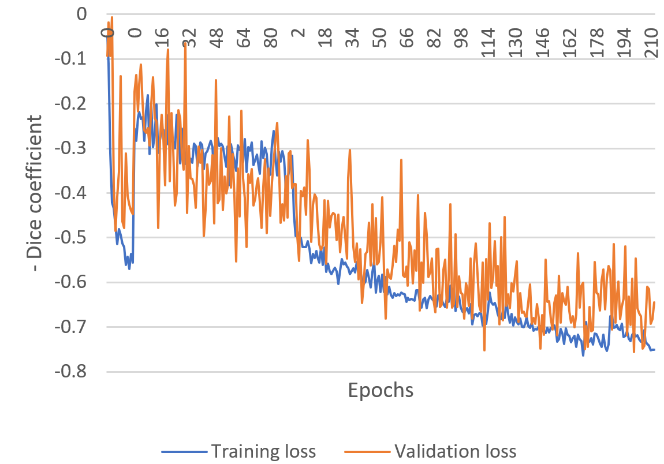 0
-0.1
-0.2
-0.3
-0.4
-0.5
-0.6
-0.7
-0.8
- Dice coefficient
0 0 16 32 48 64 80 2 18 34 50 66 82 98 114 130 146 162 178 194 210
Epochs
Training loss Validation loss